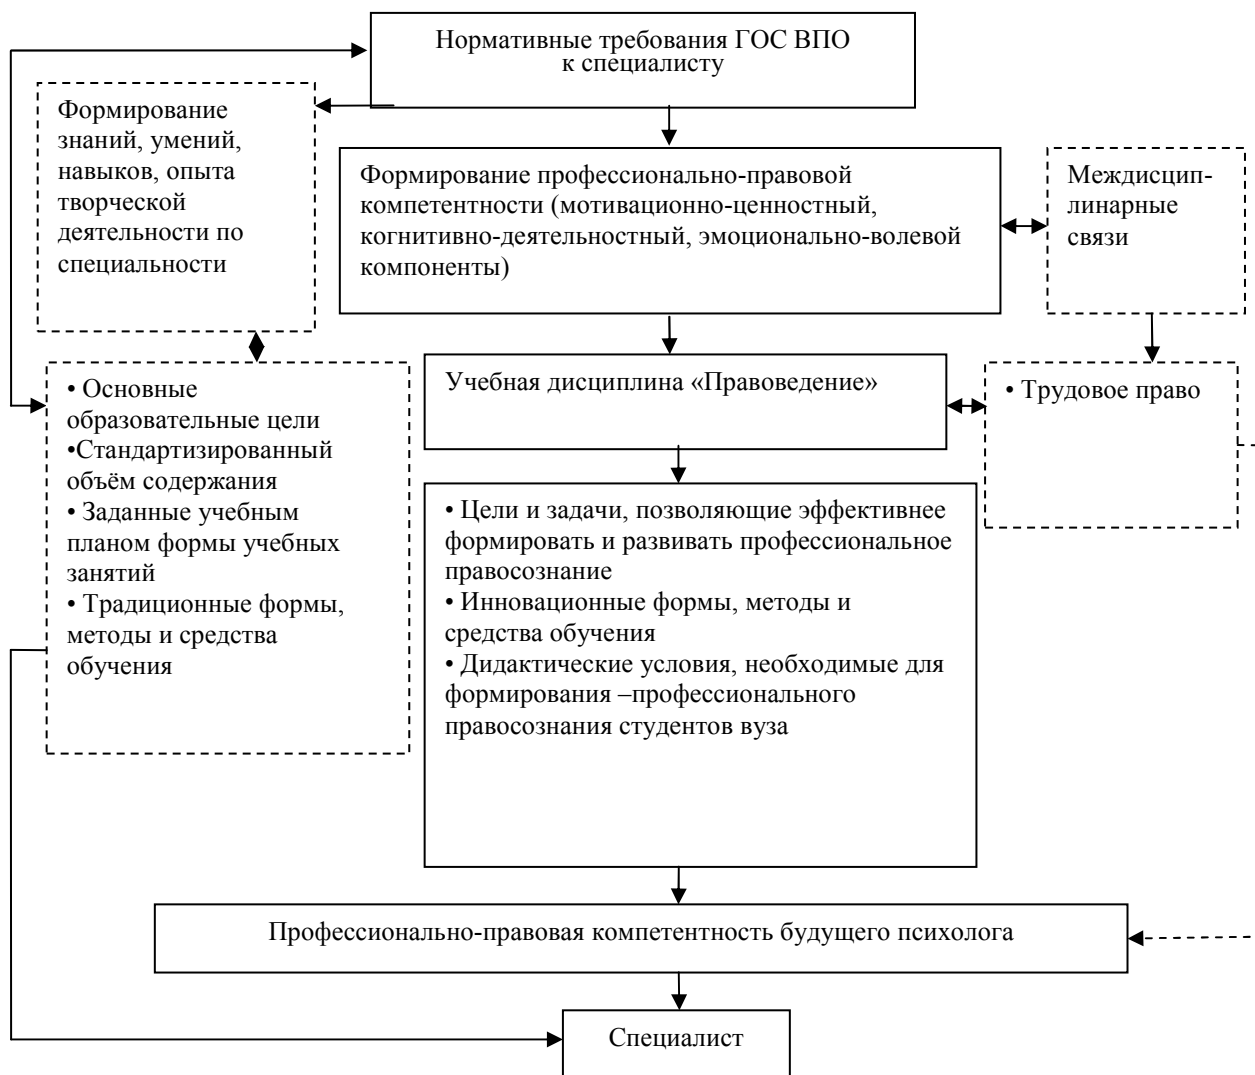 Нормативные требования ГОС ВПО
к специалисту
Формирование
знаний, умений,
навыков, опыта
творческой
деятельности по
специальности
Формирование профессионально-правовой
компетентности (мотивационно-ценностный,
когнитивно-деятельностный, эмоционально-волевой
компоненты)
Междисцип-
линарные
связи
• Основные
образовательные цели
•Стандартизированный
объём содержания
• Заданные учебным
планом формы учебных
занятий
• Традиционные формы,
методы и средства
обучения
Учебная дисциплина «Правоведение»
• Трудовое право
• Цели и задачи, позволяющие эффективнее
формировать и развивать профессиональное
правосознание
• Инновационные формы, методы и
средства обучения
• Дидактические условия, необходимые для
формирования –профессионального
правосознания студентов вуза
Профессионально-правовая компетентность будущего психолога
Специалист